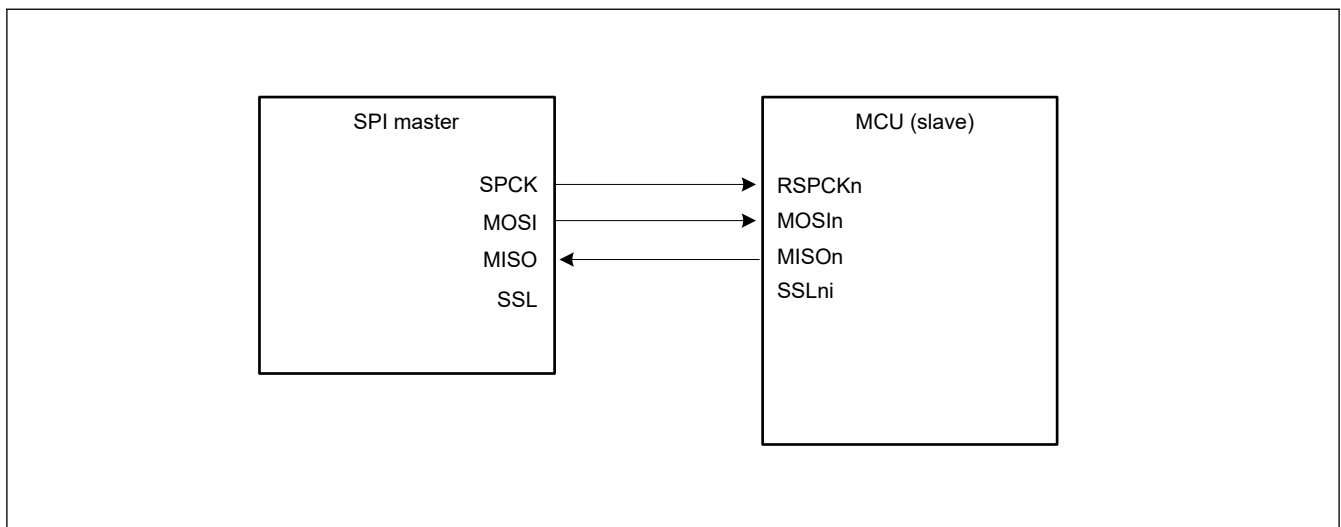 SPI master
MCU (slave)
SPCK
RSPCKn
MOSI
MOSIn
MISO
MISOn
SSL
SSLni